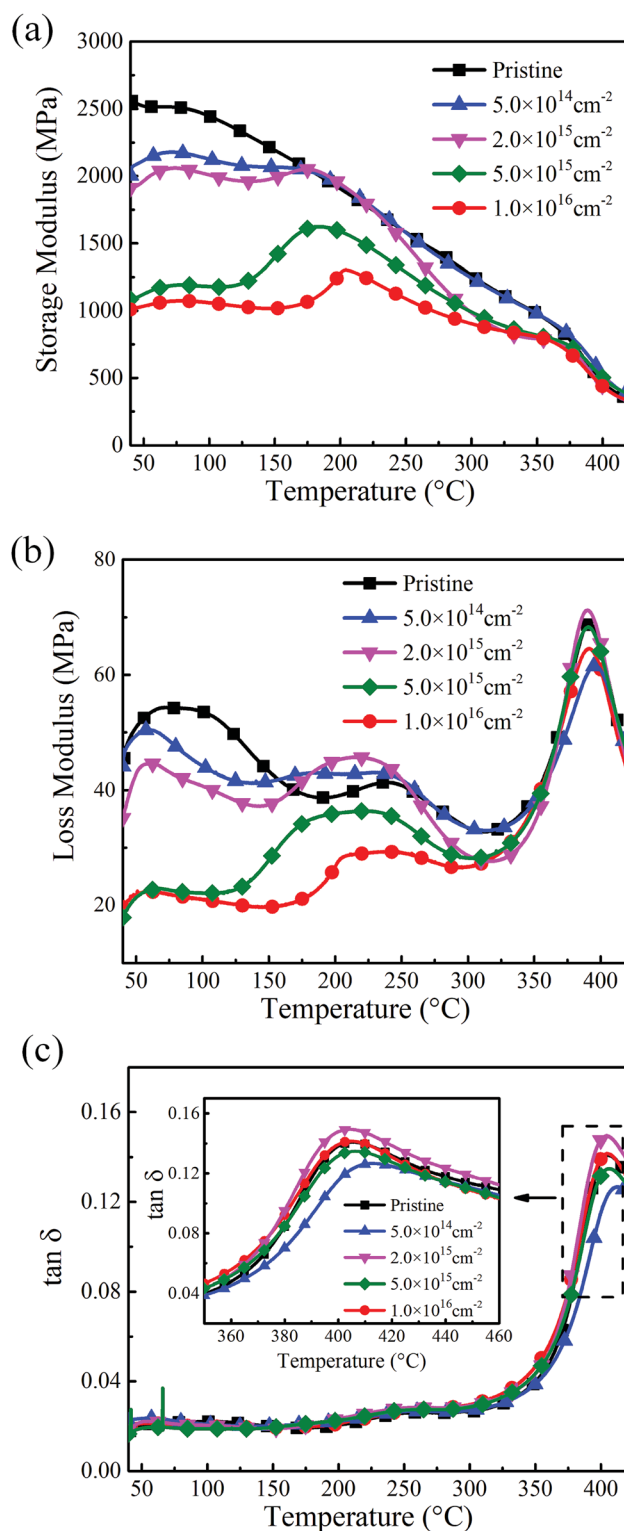 (a)
3000
2500
2000
1500
1000
500
0
Storage Modulus (MPa)
Pristine
5.0×10¹⁴cm⁻²
2.0×10¹⁵cm⁻²
5.0×10¹⁵cm⁻²
1.0×10¹⁶cm⁻²
50 100 150 200 250 300 350 400
Temperature (°C)
(b)
80
60
40
20
Loss Modulus (MPa)
Pristine
5.0×10¹⁴cm⁻²
2.0×10¹⁵cm⁻²
5.0×10¹⁵cm⁻²
1.0×10¹⁶cm⁻²
50 100 150 200 250 300 350 400
Temperature (°C)
(c)
0.16
0.12
0.08
0.04
0.00
tan δ
0.16
0.12
0.08
0.04
tan δ
Pristine
5.0×10¹⁴cm⁻²
2.0×10¹⁵cm⁻²
5.0×10¹⁵cm⁻²
1.0×10¹⁶cm⁻²
360 380 400 420 440 460
Temperature (°C)
50 100 150 200 250 300 350 400
Temperature (°C)